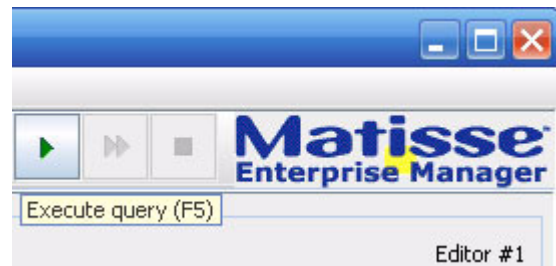 Matisse
Enterprise Manager
Execute query (F5)
Editor #1